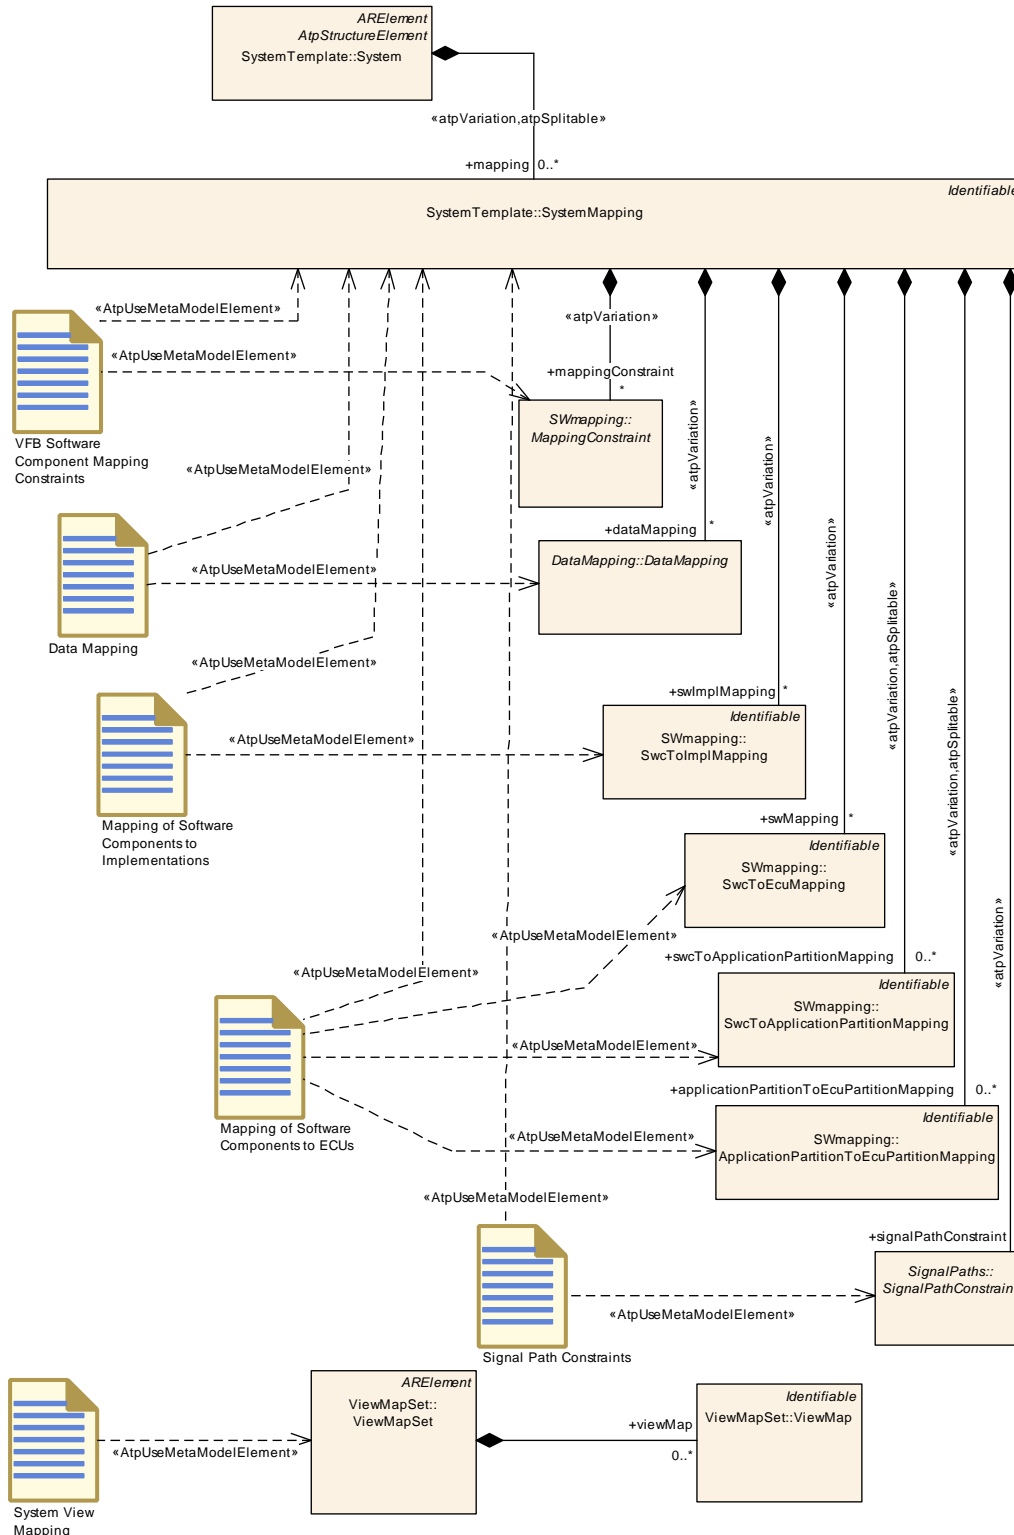 ARElement
AtpStructureElement
SystemTemplate::System
«atpVariation,atpSplitable»
+mapping 0..*
Identifiable
SystemTemplate::SystemMapping
«AtpUseMetaModelElement»
«atpVariation»
«AtpUseMetaModelElement»
+mappingConstraint
*
SWmapping::
MappingConstraint
VFB Software
Component Mapping
Constraints
«AtpUseMetaModelElement»
«atpVariation»
«atpVariation»
«atpVariation»
«atpVariation,atpSplitable»
«atpVariation,atpSplitable»
«atpVariation»
+dataMapping *
DataMapping::DataMapping
«AtpUseMetaModelElement»
Data Mapping
«AtpUseMetaModelElement»
+swImplMapping *
Identifiable
SWmapping::
SwcToImplMapping
«AtpUseMetaModelElement»
Mapping of Software
Components to
Implementations
+swMapping *
Identifiable
SWmapping::
SwcToEcuMapping
«AtpUseMetaModelElement»
+swcToApplicationPartitionMapping 0..*
«AtpUseMetaModelElement»
Identifiable
SWmapping::
SwcToApplicationPartitionMapping
«AtpUseMetaModelElement»
+applicationPartitionToEcuPartitionMapping 0..*
Identifiable
SWmapping::
ApplicationPartitionToEcuPartitionMapping
Mapping of Software
Components to ECUs
«AtpUseMetaModelElement»
«AtpUseMetaModelElement»
+signalPathConstraint
SignalPaths::
SignalPathConstrain
«AtpUseMetaModelElement»
Signal Path Constraints
ARElement
ViewMapSet::
ViewMapSet
Identifiable
ViewMapSet::ViewMap
+viewMap
0..*
«AtpUseMetaModelElement»
System View
Mapping